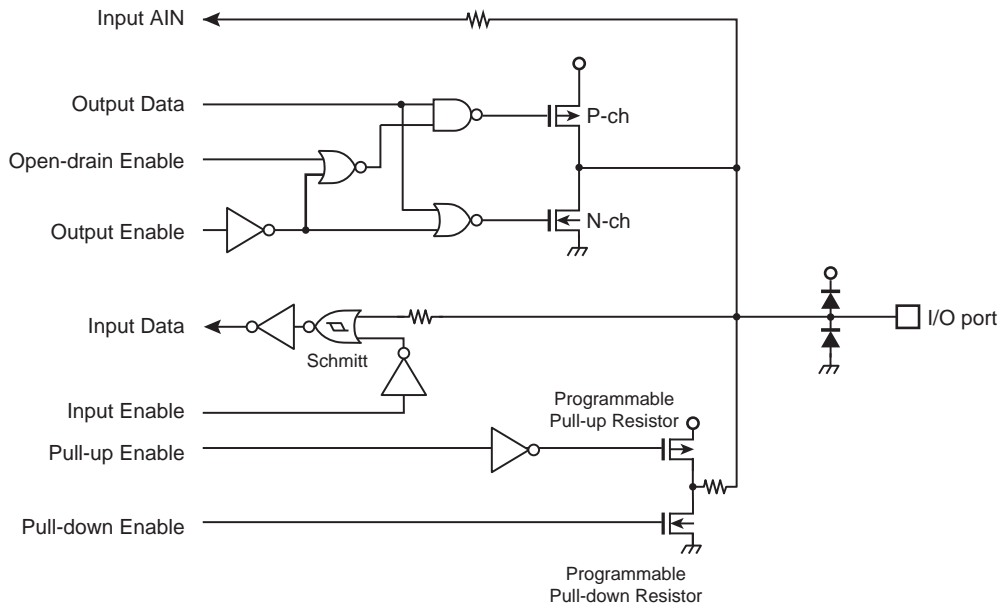 Input AIN
Output Data
P-ch
Open-drain Enable
N-ch
Output Enable
I/O port
Input Data
Schmitt
Input Enable
Programmable
Pull-up Resistor
Pull-up Enable
Pull-down Enable
Programmable
Pull-down Resistor